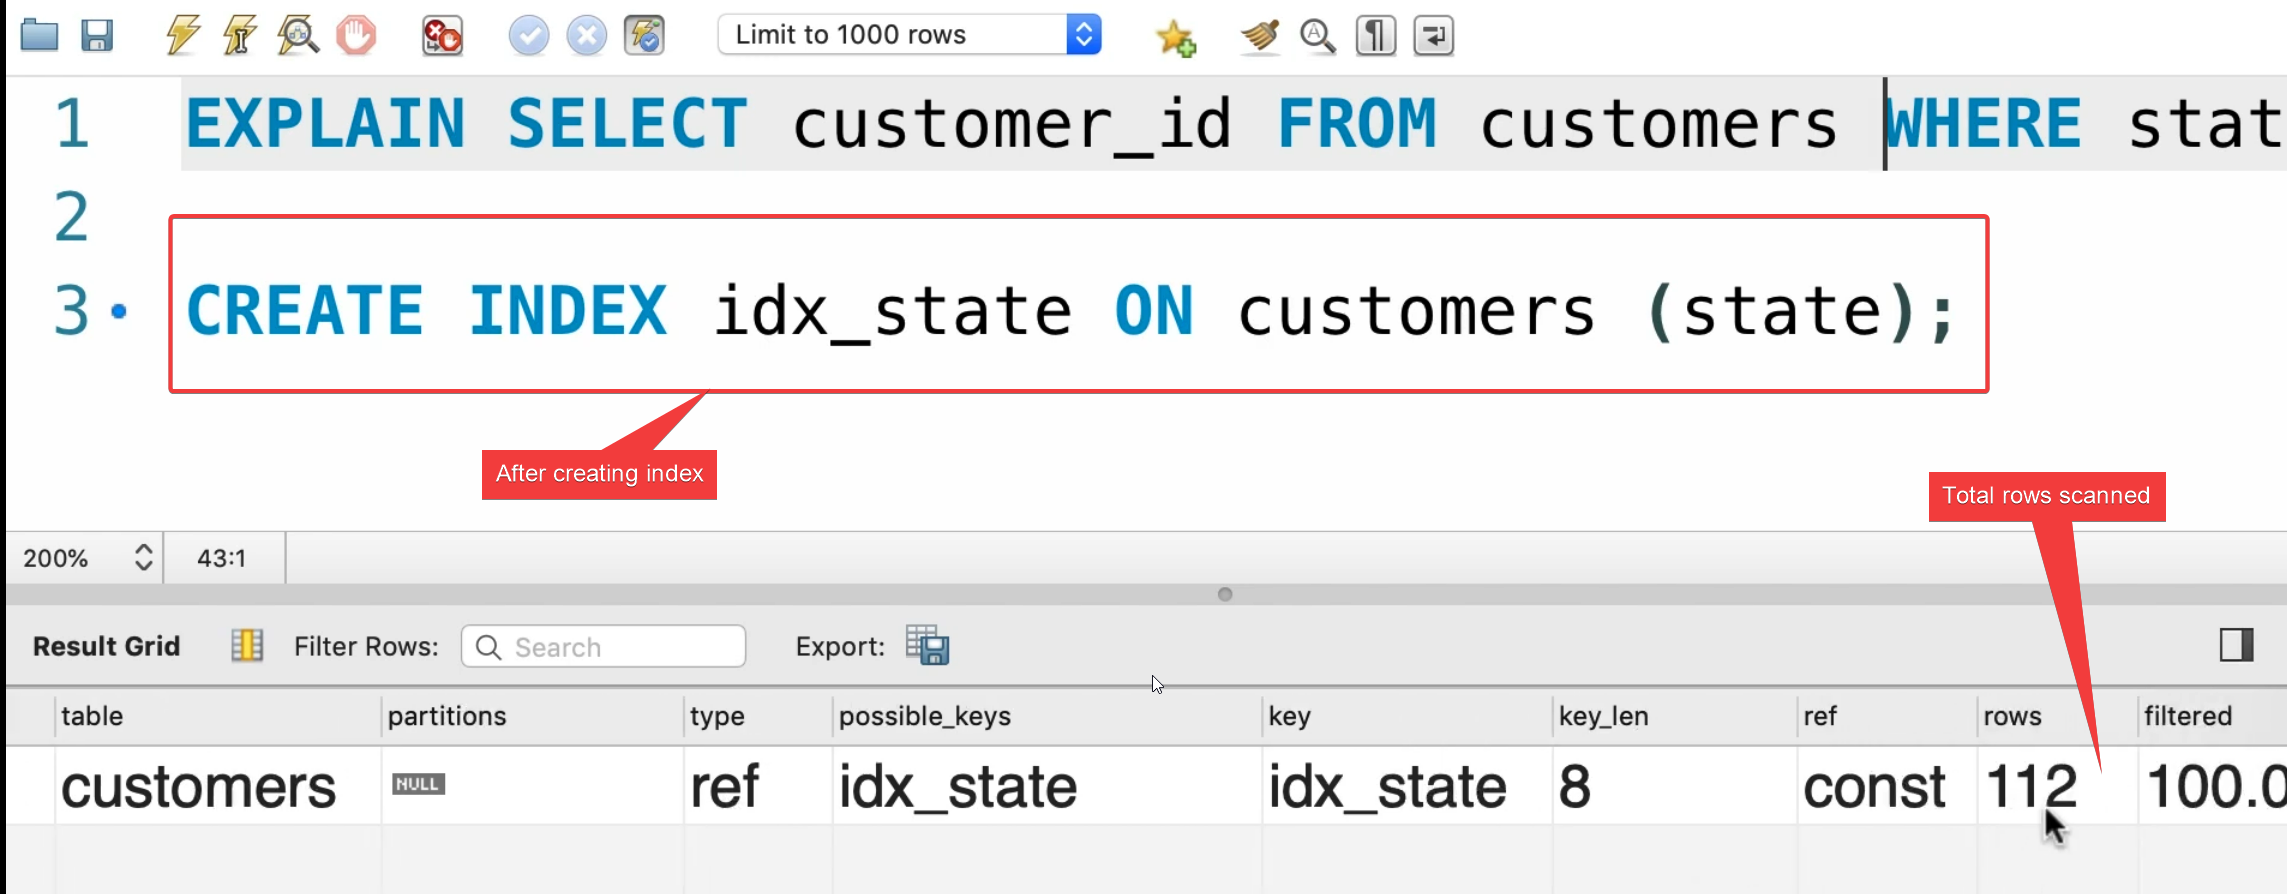 Limit to 1000 rows
1 EXPLAIN SELECT customer_id FROM customers WHERE stat
2
3 CREATE INDEX idx_state ON customers (state);
After creating index
Total rows scanned
200% 43:1
Result Grid Filter Rows: Search Export:
table partitions type possible_keys key key_len ref rows filtered
customers NULL ref idx_state idx_state 8 const 112 100.0